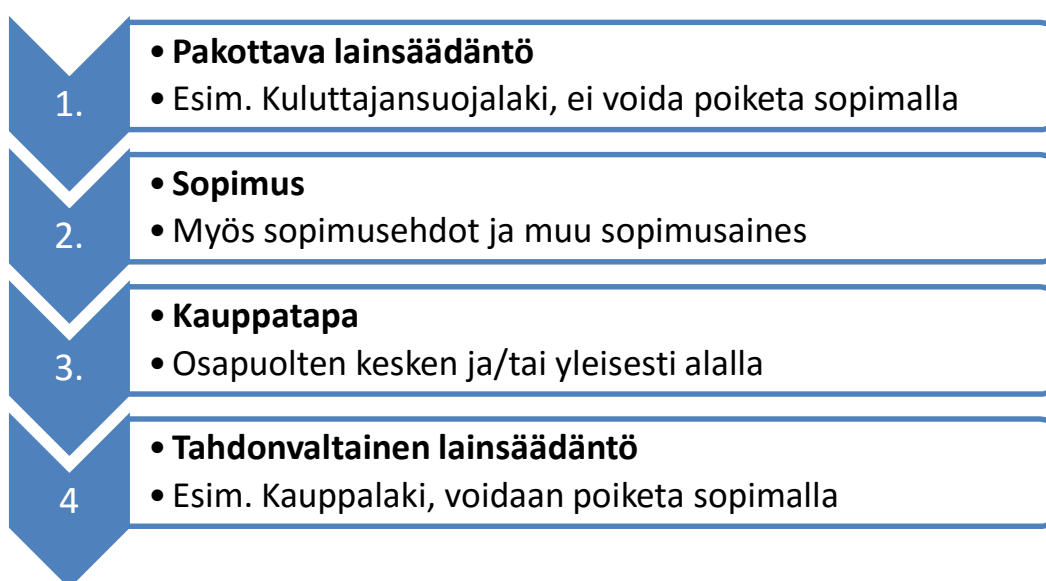 1.
• Pakottava lainsäädäntö
• Esim. Kuluttajansuojalaki, ei voida poiketa sopimalla
2.
• Sopimus
• Myös sopimusehdot ja muu sopimusaines
3.
• Kauppatapa
• Osapuolten kesken ja/tai yleisesti alalla
4
• Tahdonvaltainen lainsäädäntö
• Esim. Kauppalaki, voidaan poiketa sopimalla